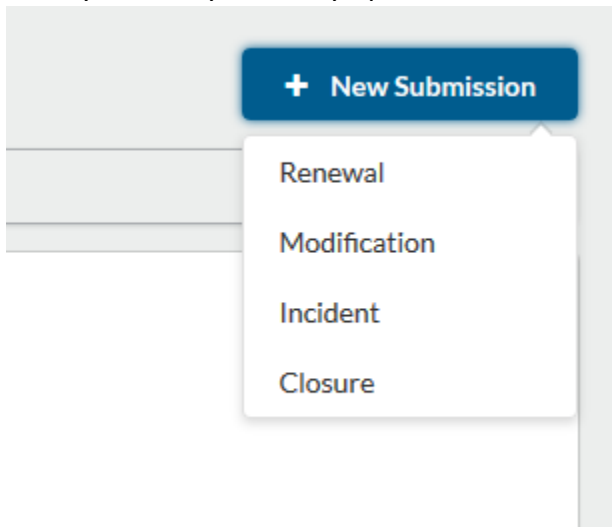 + New Submission
Renewal
Modification
Incident
Closure